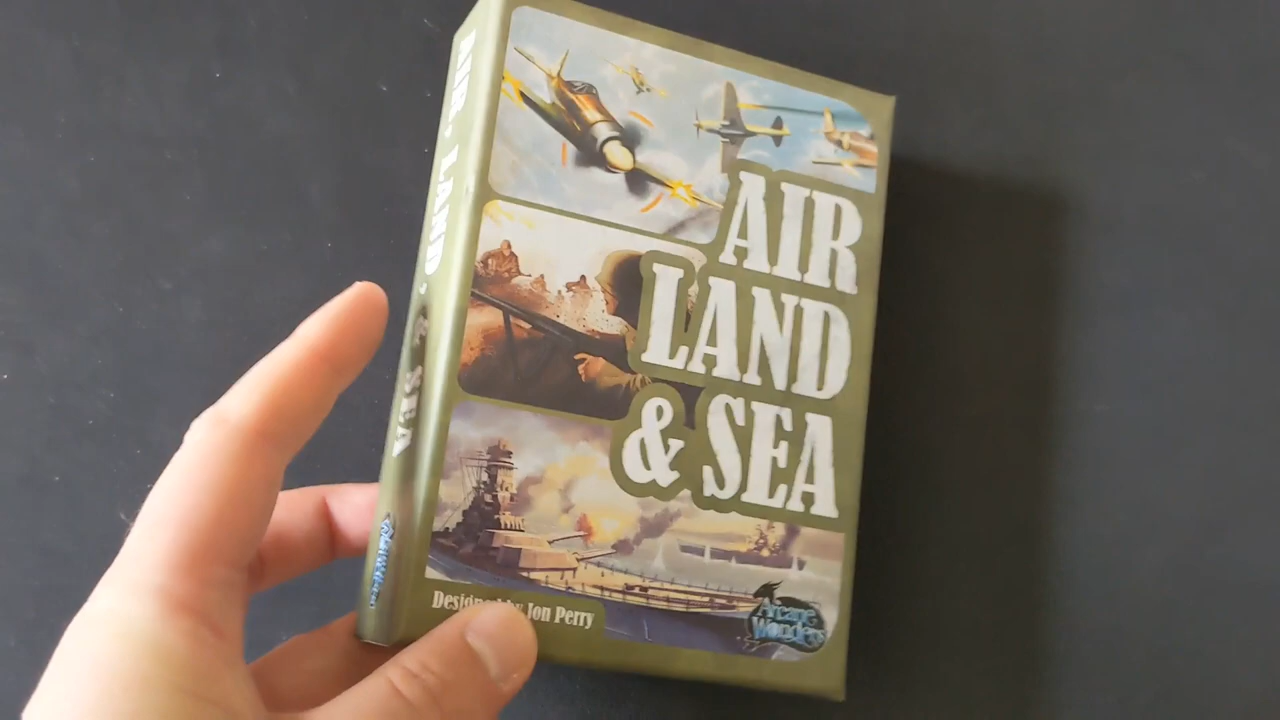 AIR
LAND
& SEA
Designed by Jon Perry
Arcane
Wonders
AIR, LAND, & SEA